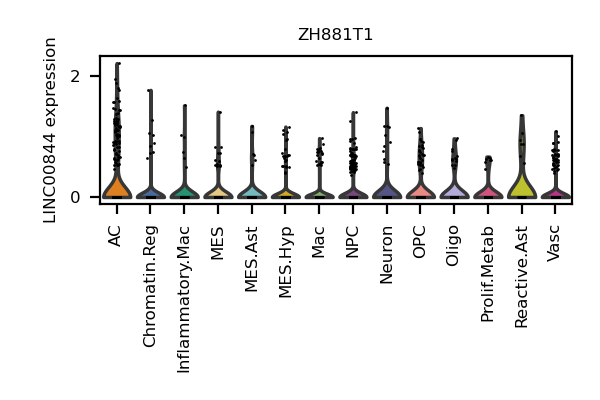 ZH881T1
LINC00844 expression
2
0
AC
Chromatin.Reg
Inflammatory.Mac
MES
MES.Ast
MES.Hyp
Mac
NPC
Neuron
OPC
Oligo
Prolif.Metab
Reactive.Ast
Vasc